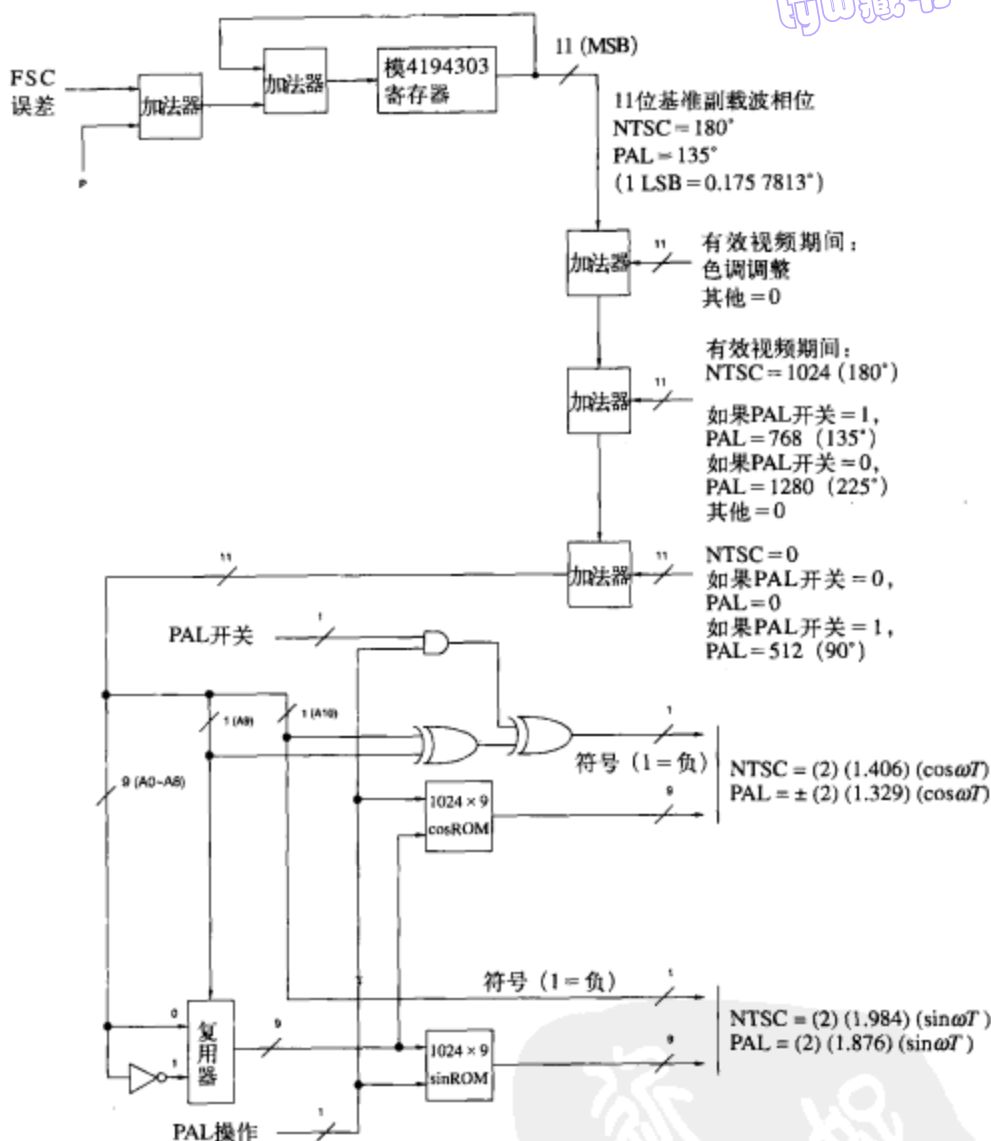 tyw藏书
FSC
误差
加法器
P
加法器
模4194303
寄存器
11 (MSB)
11位基准副载波相位
NTSC = 180°
PAL = 135°
(1 LSB = 0.175 7813°)
加法器
11
有效视频期间：
色调调整
其他 = 0
加法器
11
有效视频期间：
NTSC = 1024 (180°)
如果PAL开关 = 1，
PAL = 768 (135°)
如果PAL开关 = 0，
PAL = 1280 (225°)
其他 = 0
加法器
11
11
NTSC = 0
如果PAL开关 = 0，
PAL = 0
如果PAL开关 = 1，
PAL = 512 (90°)
PAL开关
1
1 (A9)
1 (A10)
9 (A0~A8)
1
符号（1 = 负）
9
NTSC = (2) (1.406) (cosωT)
PAL = ± (2) (1.329) (cosωT)
1024 × 9
cosROM
符号（1 = 负）
1
9
NTSC = (2) (1.984) (sinωT )
PAL = (2) (1.876) (sinωT )
0
1
复用器
9
1024 × 9
sinROM
PAL操作
1